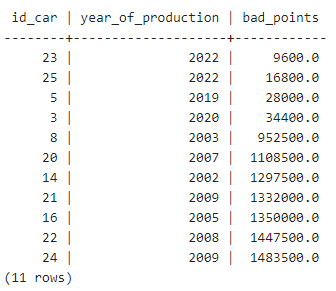 id_car | year_of_production | bad_points
--------+--------------------+------------
     23 |               2022 |     9600.0
     25 |               2022 |    16800.0
      5 |               2019 |    28000.0
      3 |               2020 |    34400.0
      8 |               2003 |   952500.0
     20 |               2007 |  1108500.0
     14 |               2002 |  1297500.0
     21 |               2009 |  1332000.0
     16 |               2005 |  1350000.0
     22 |               2008 |  1447500.0
     24 |               2009 |  1483500.0
(11 rows)